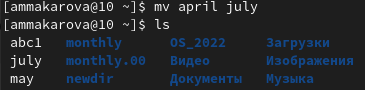 [ammakarova@10 ~]$ mv april july
[ammakarova@10 ~]$ ls
abc1 monthly OS_2022 Загрузки
july monthly.00 Видео Изображения
may newdir Документы Музыка